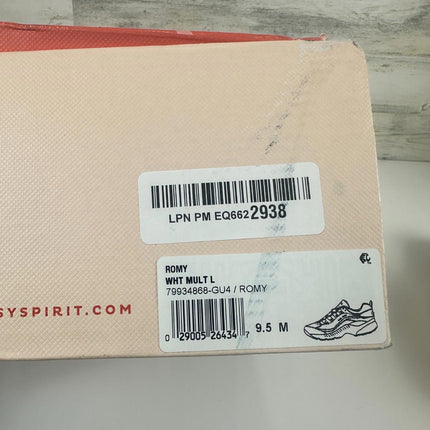 LPN PM EQ6622938
ROMY
WHT MULT L
79934868-GU4 / ROMY
0 29005 26434 7
9.5 M
SYSPIRIT.COM